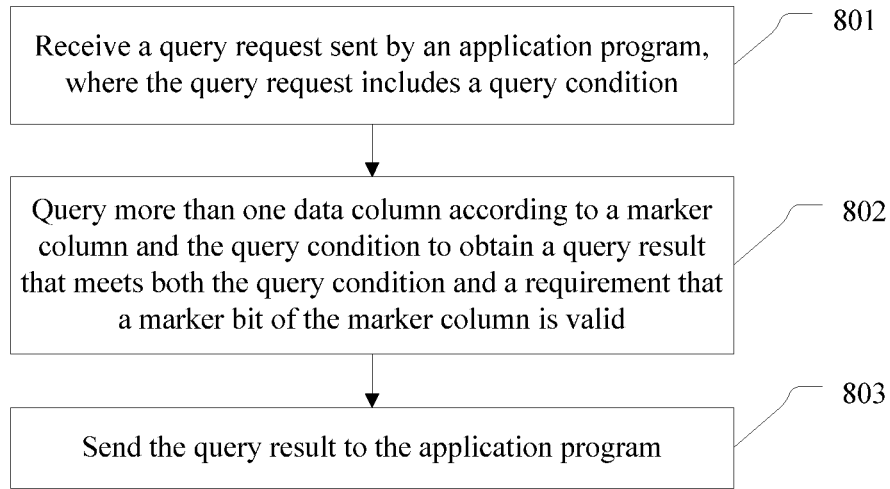 Receive a query request sent by an application program,
where the query request includes a query condition
801
Query more than one data column according to a marker
column and the query condition to obtain a query result
that meets both the query condition and a requirement that
a marker bit of the marker column is valid
802
Send the query result to the application program
803